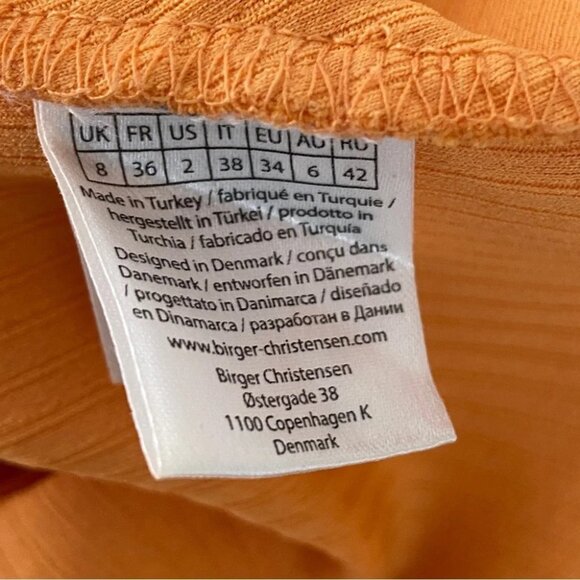 UK FR US IT EU AU RU
8 36 2 38 34 6 42
Made in Turkey / fabriqué en Turquie /
hergestellt in Türkei / prodotto in
Turchia / fabricado en Turquía
Designed in Denmark / conçu dans
Danemark / entworfen in Dänemark
/ progettato in Danimarca / diseñado
en Dinamarca / разработан в Дании
www.birger-christensen.com
Birger Christensen
Østergade 38
1100 Copenhagen K
Denmark